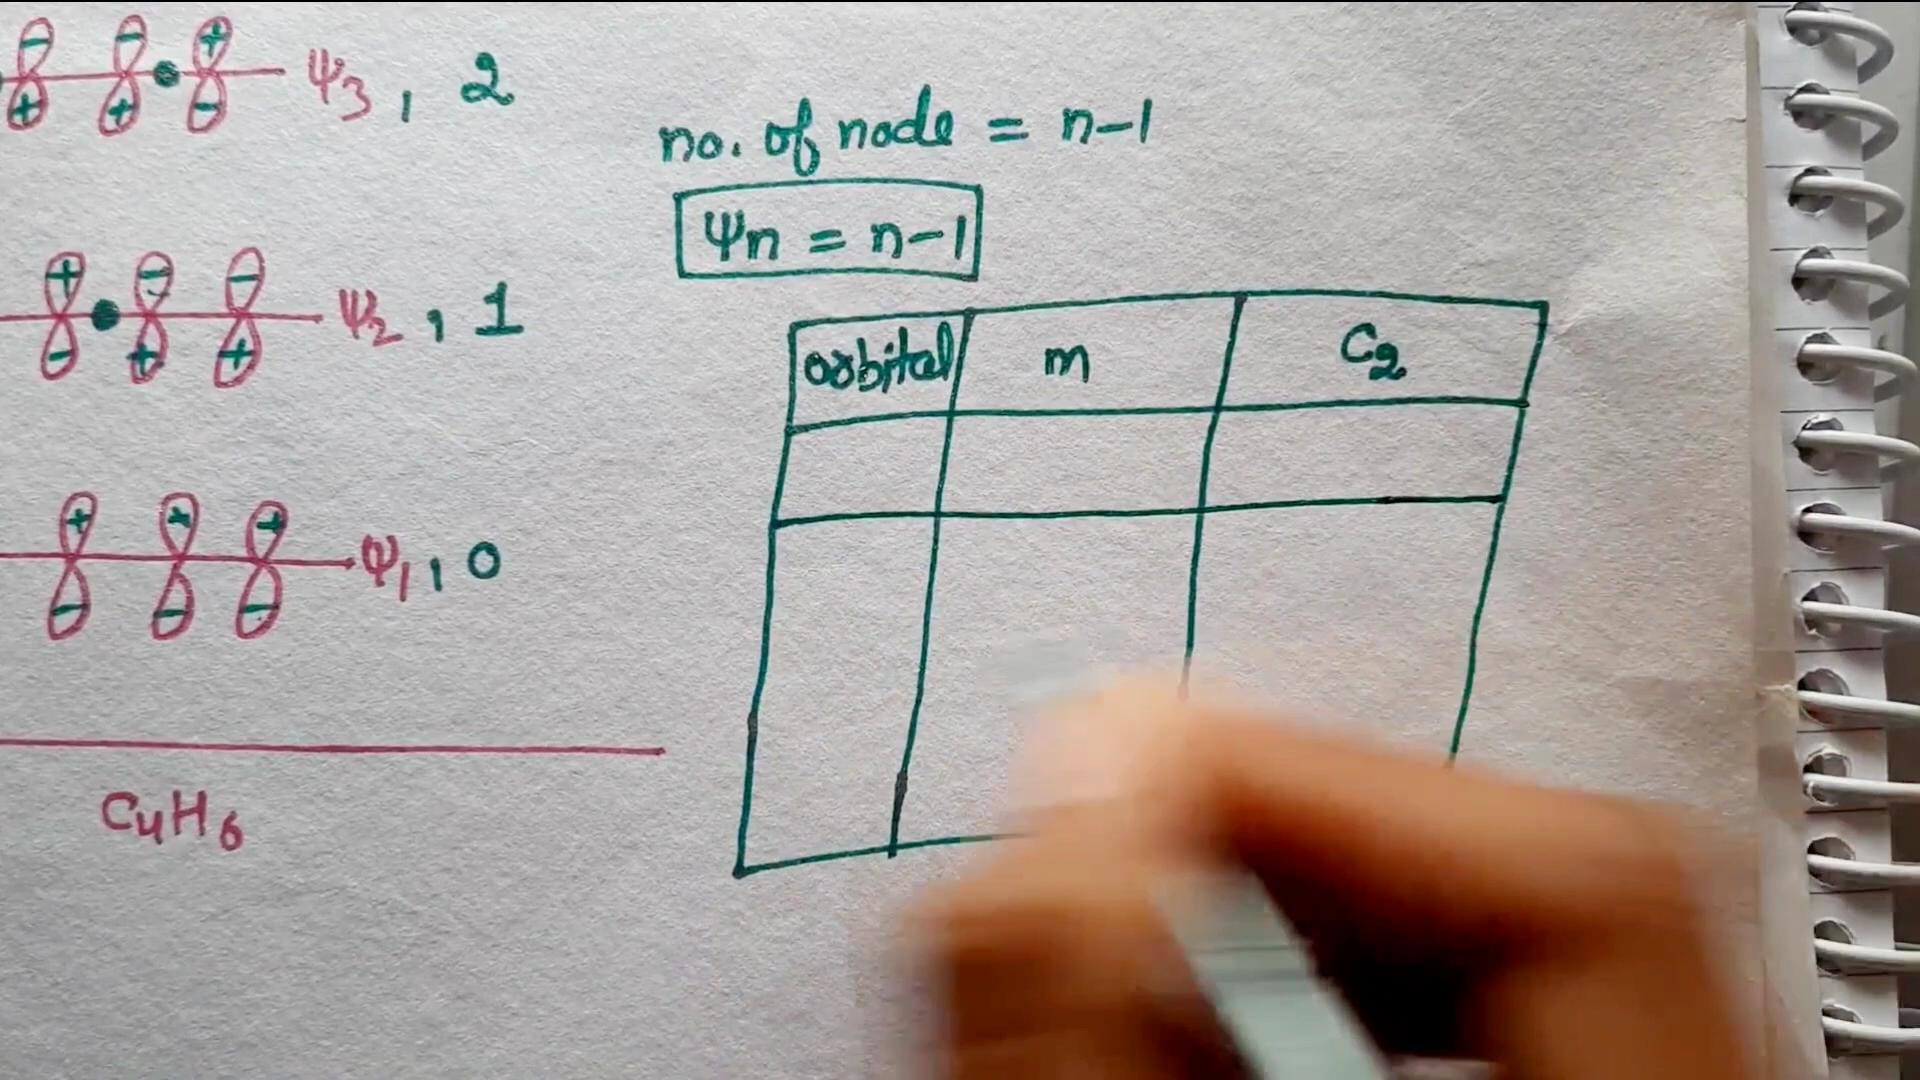 - - + ψ3, 2
+ + -
no. of node = n-1
ψn = n-1
+ - - ψ2, 1
- + +
orbital m C2
+ + + ψ1, 0
- - -
C4H6